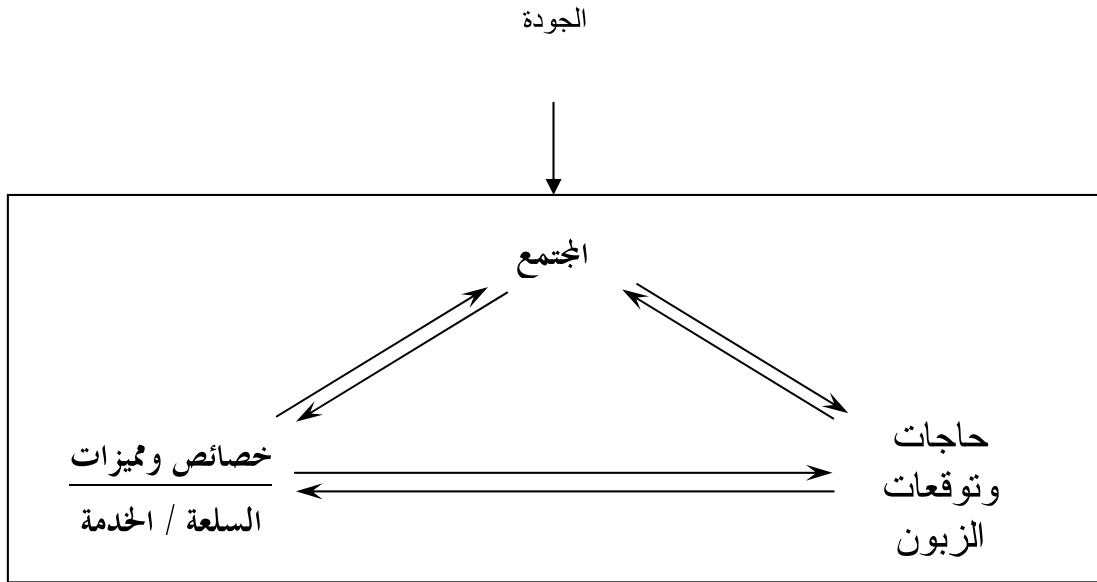 الجودة
المجتمع
حاجات
وتوقعات
الزبون
خصائص ومميزات
السلعة / الخدمة